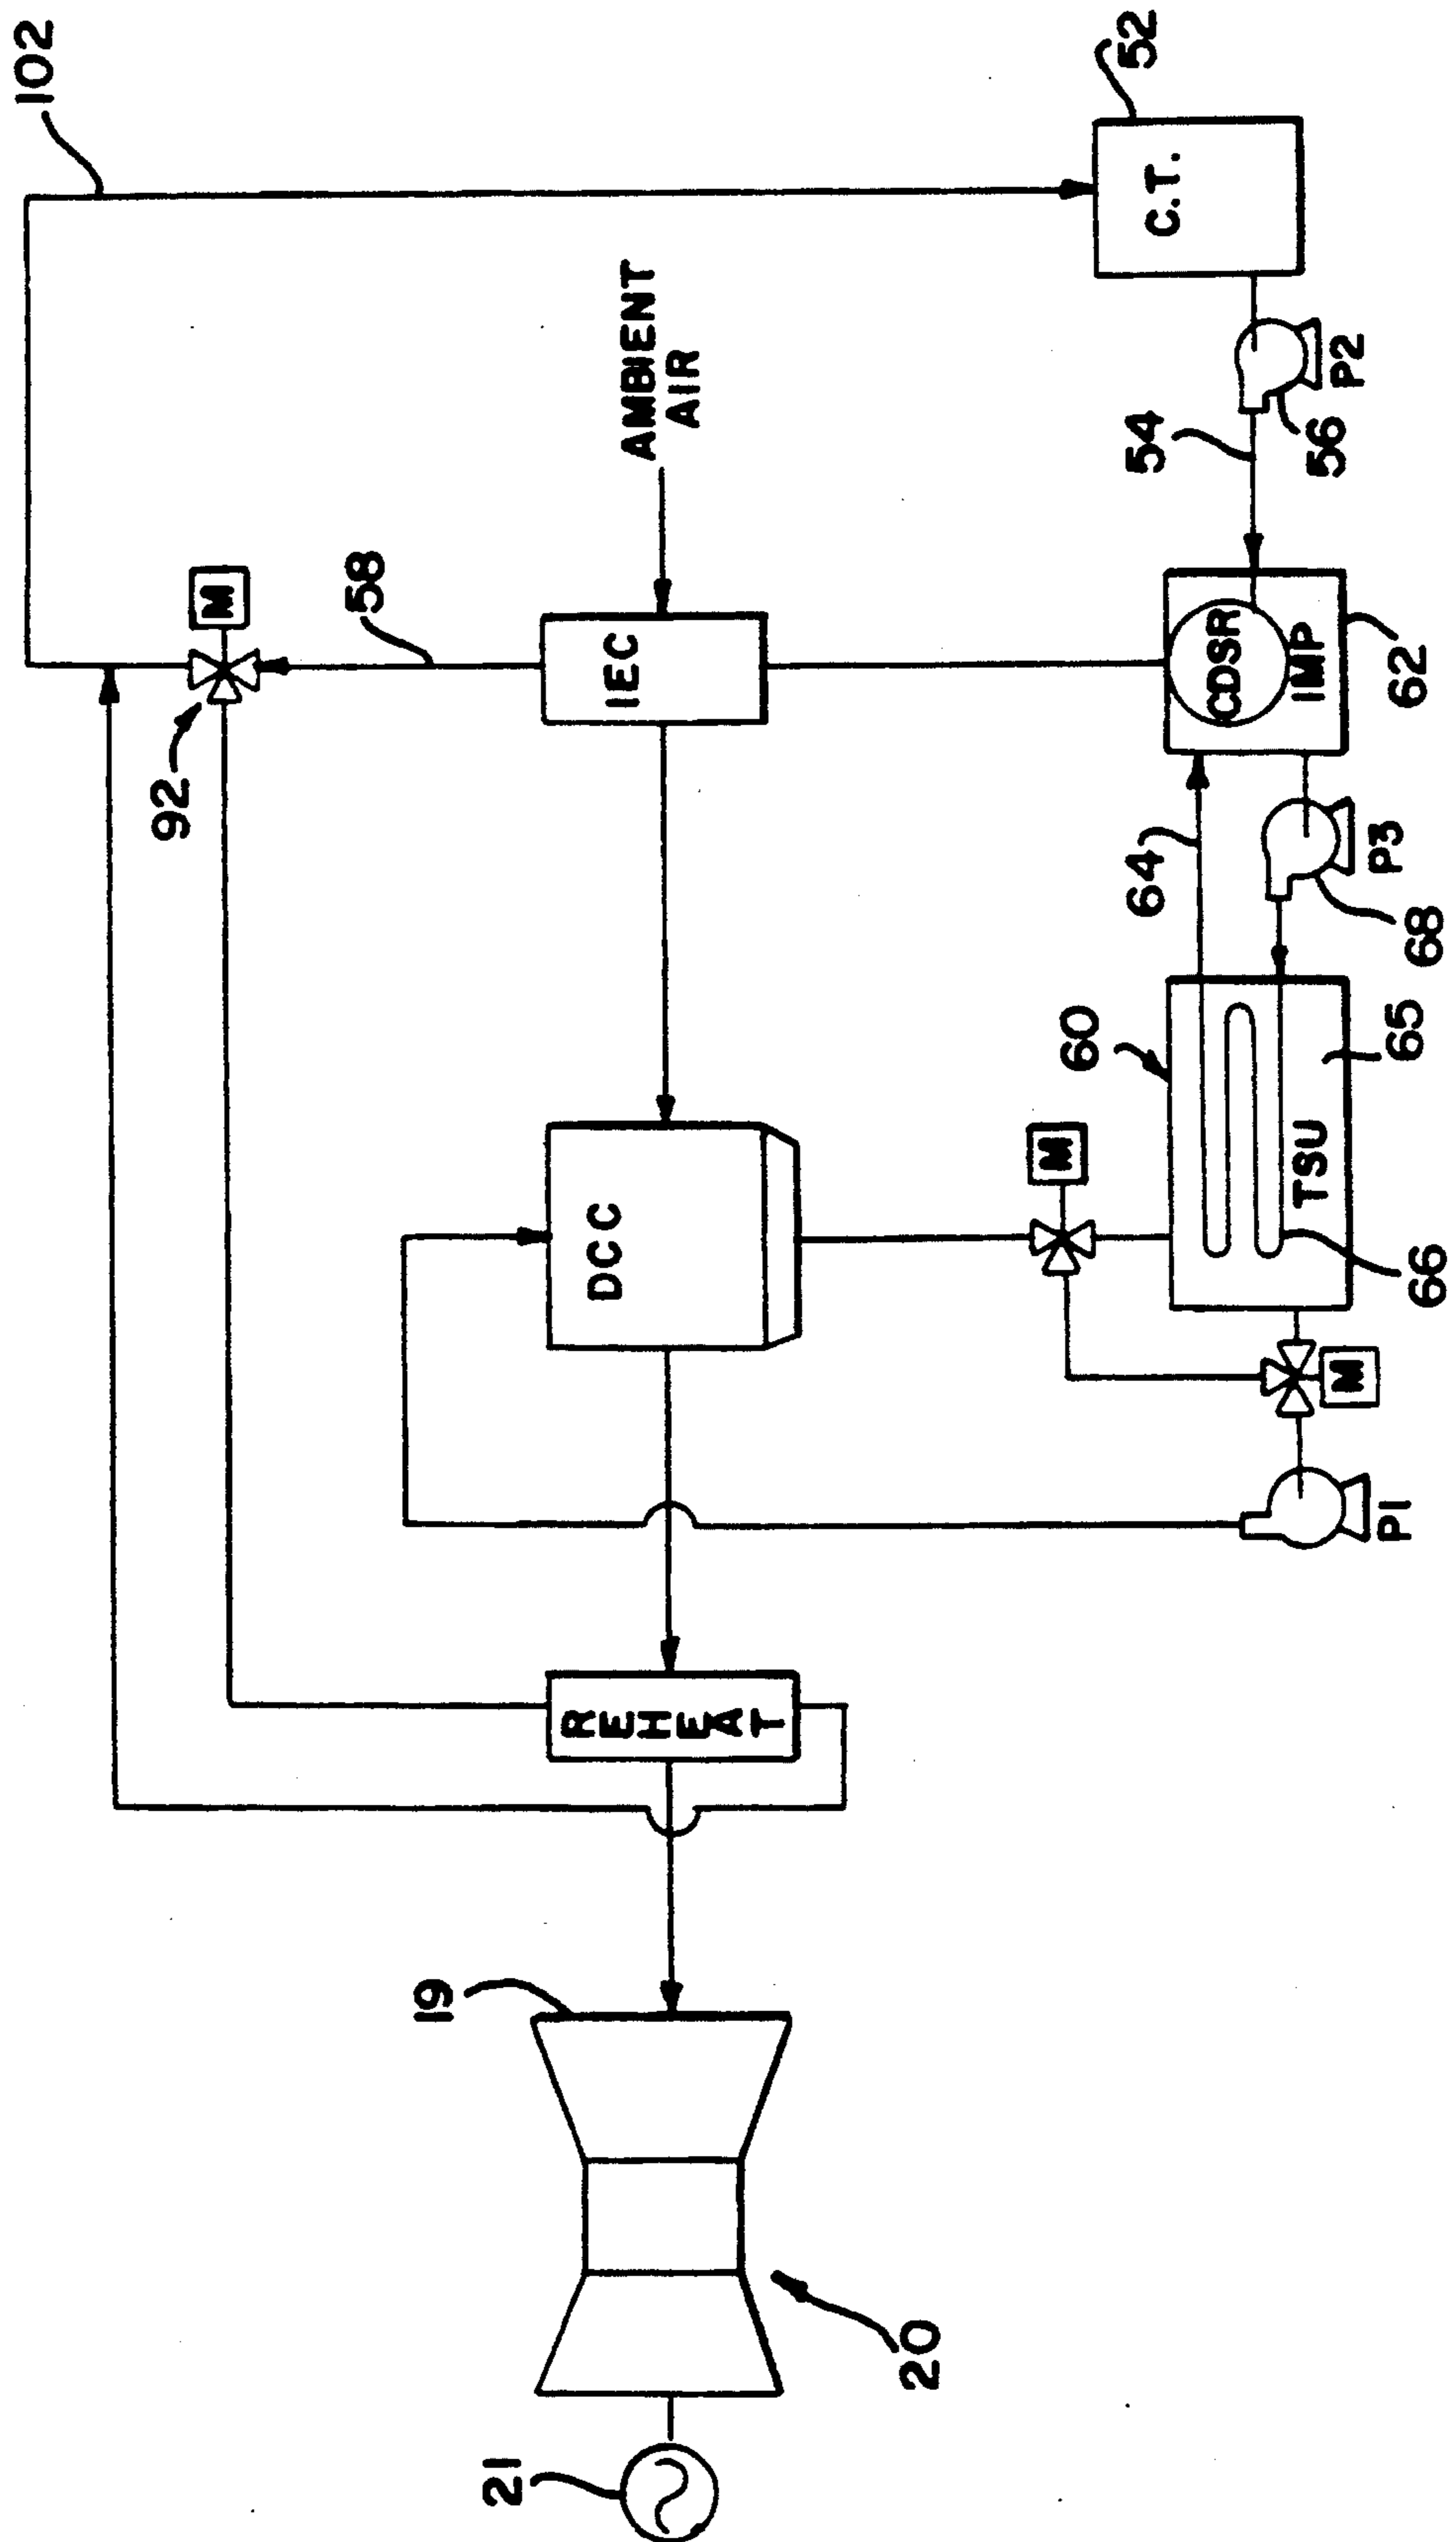 102
52
C.T.
AMBIENT
AIR
P2
56
54
M
58
92
IEC
CDSR
IMP
62
64
P3
68
60
65
TSU
66
DCC
M
M
P1
REHEAT
19
20
21